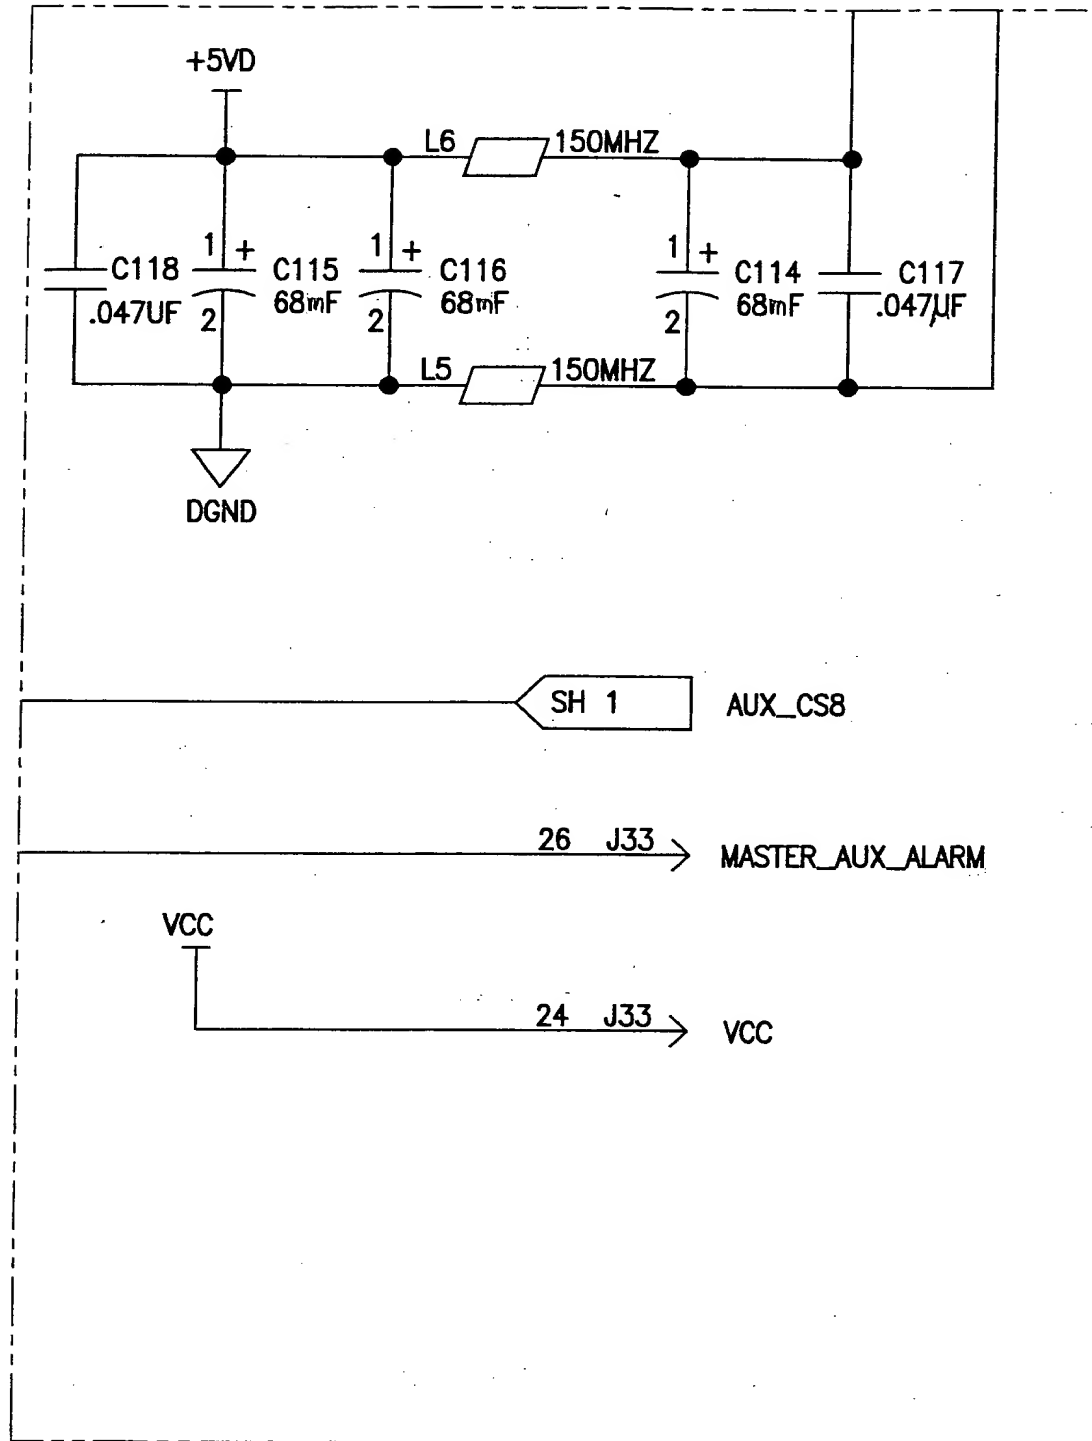 +5VD
L6 150MHZ
1 + 1 + 1 +
C118 C115 C116 C114 C117
.047UF 68mF 68mF 68mF .047µF
2 2 2
L5 150MHZ
DGND
SH 1 AUX_CS8
26 J33 MASTER_AUX_ALARM
VCC
24 J33 VCC